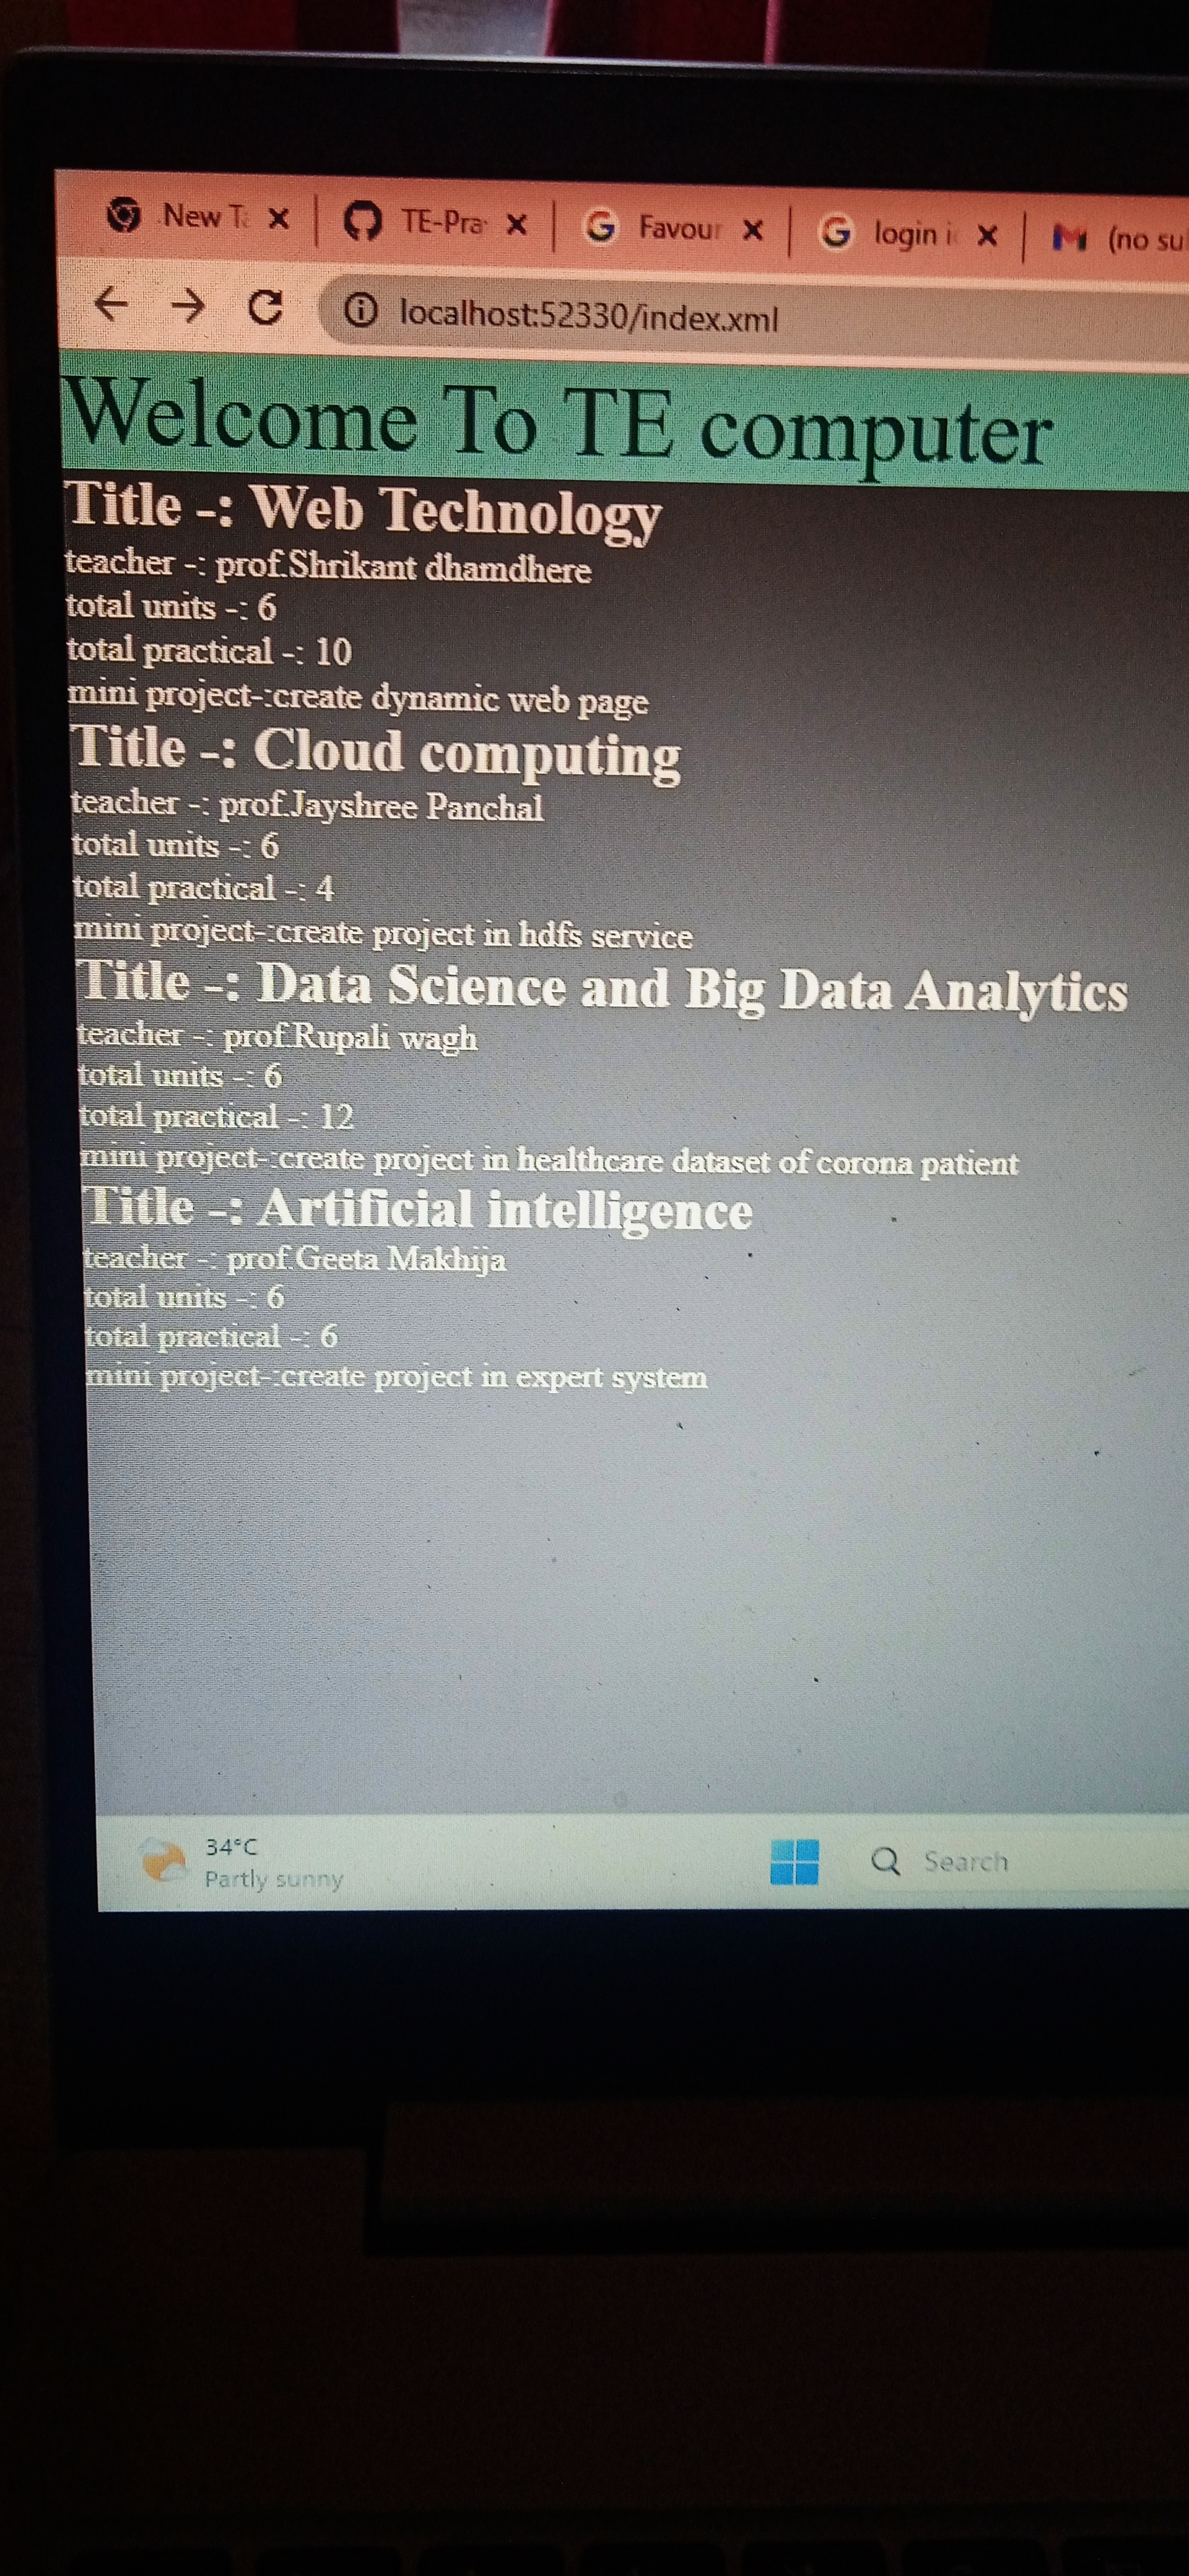 New T
TE-Pra
Favour
login i
(no su
localhost:52330/index.xml
Welcome To TE computer
Title -: Web Technology
teacher -: prof.Shrikant dhamdhere
total units -: 6
total practical -: 10
mini project-:create dynamic web page
Title -: Cloud computing
teacher -: prof.Jayshree Panchal
total units -: 6
total practical -: 4
mini project-:create project in hdfs service
Title -: Data Science and Big Data Analytics
teacher -: prof.Rupali wagh
total units -: 6
total practical -: 12
mini project-:create project in healthcare dataset of corona patient
Title -: Artificial intelligence
teacher -: prof.Geeta Makhija
total units -: 6
total practical -: 6
mini project-:create project in expert system
34°C
Partly sunny
Search